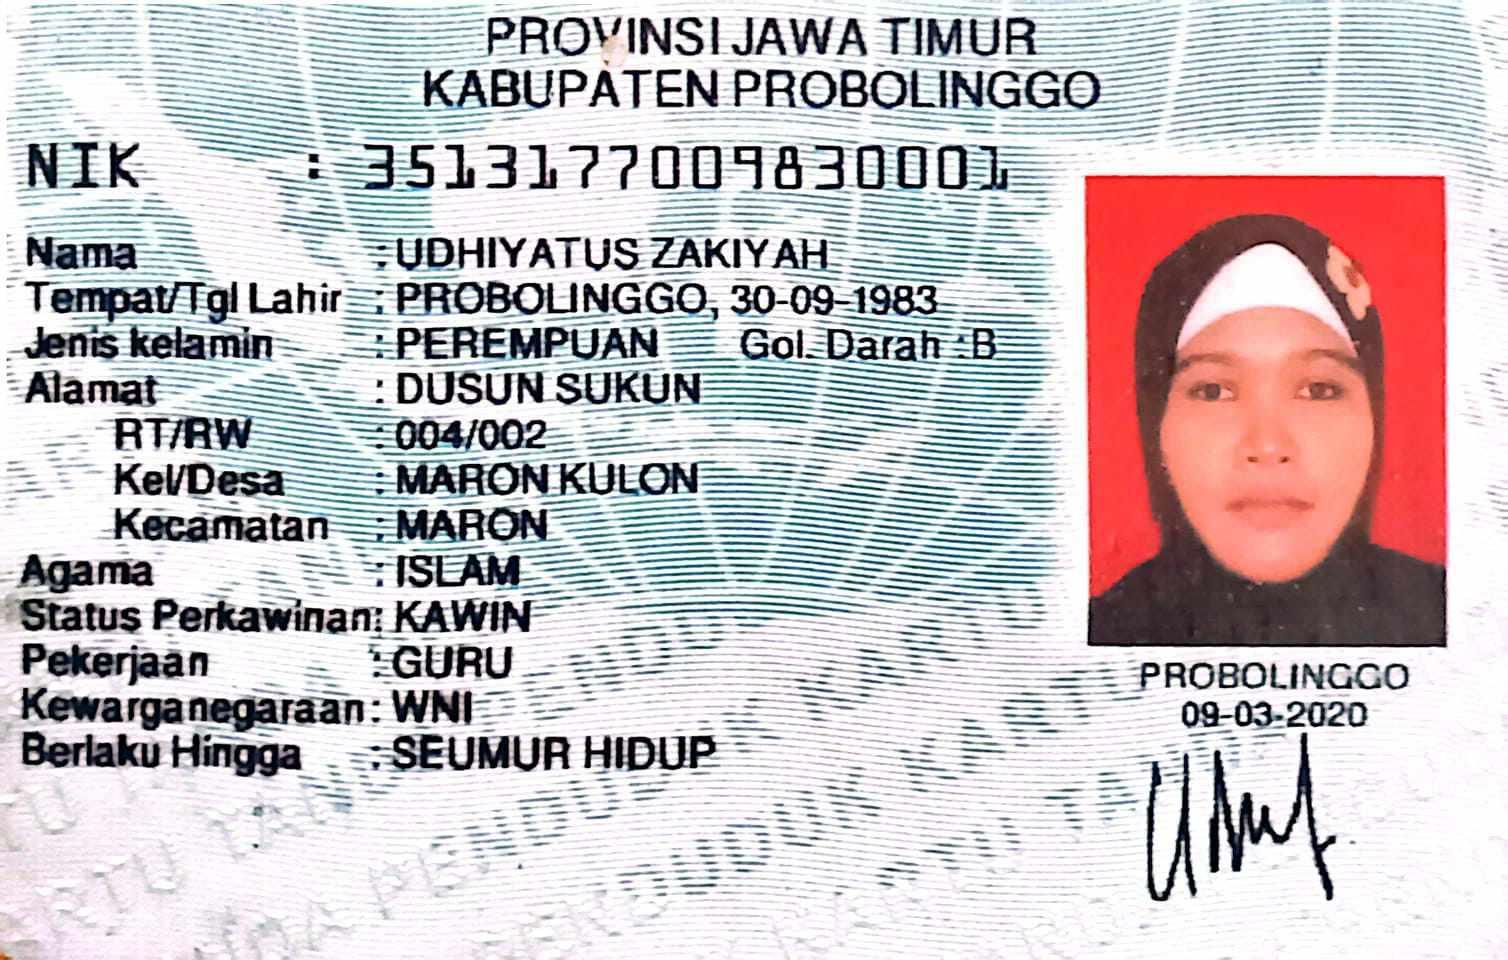 PROVINSI JAWA TIMUR
KABUPATEN PROBOLINGGO
NIK : 3513177009830001
Nama : UDHIYATUS ZAKIYAH
Tempat/Tgl Lahir : PROBOLINGGO, 30-09-1983
Jenis kelamin : PEREMPUAN Gol. Darah :B
Alamat : DUSUN SUKUN
RT/RW : 004/002
Kel/Desa : MARON KULON
Kecamatan : MARON
Agama : ISLAM
Status Perkawinan: KAWIN
Pekerjaan : GURU
Kewarganegaraan: WNI
Berlaku Hingga : SEUMUR HIDUP
PROBOLINGGO
09-03-2020